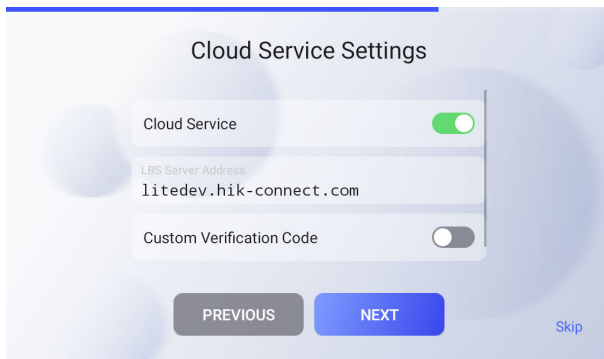 Cloud Service Settings
Cloud Service
LBS Server Address
litedev.hik-connect.com
Custom Verification Code
PREVIOUS
NEXT
Skip